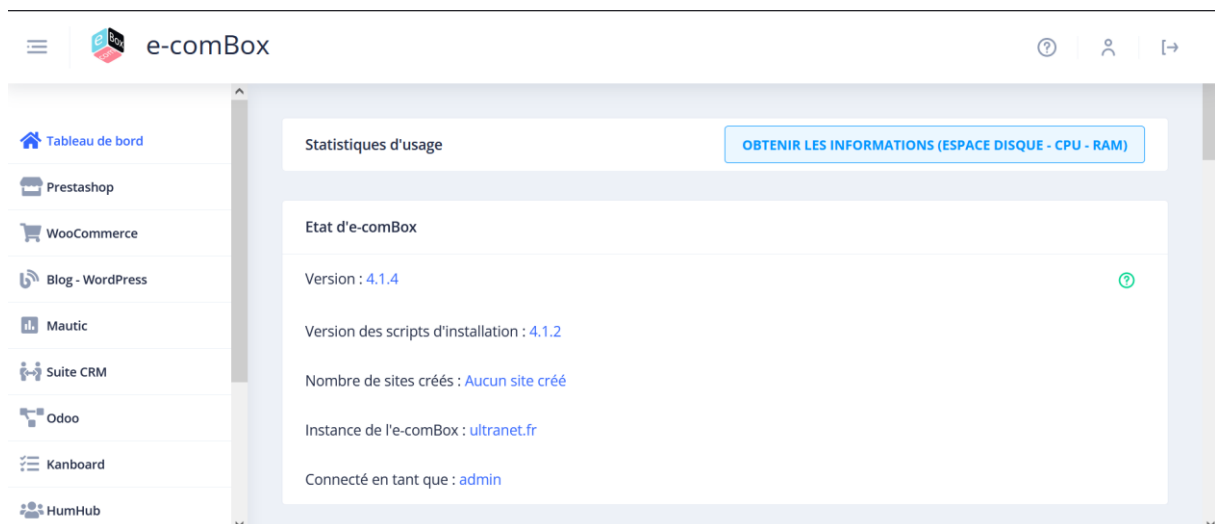 e-comBox
Tableau de bord
Prestashop
WooCommerce
Blog - WordPress
Mautic
Suite CRM
Odoo
Kanboard
HumHub
Statistiques d'usage
OBTENIR LES INFORMATIONS (ESPACE DISQUE - CPU - RAM)
Etat d'e-comBox
Version : 4.1.4
Version des scripts d'installation : 4.1.2
Nombre de sites créés : Aucun site créé
Instance de l'e-comBox : ultranet.fr
Connecté en tant que : admin